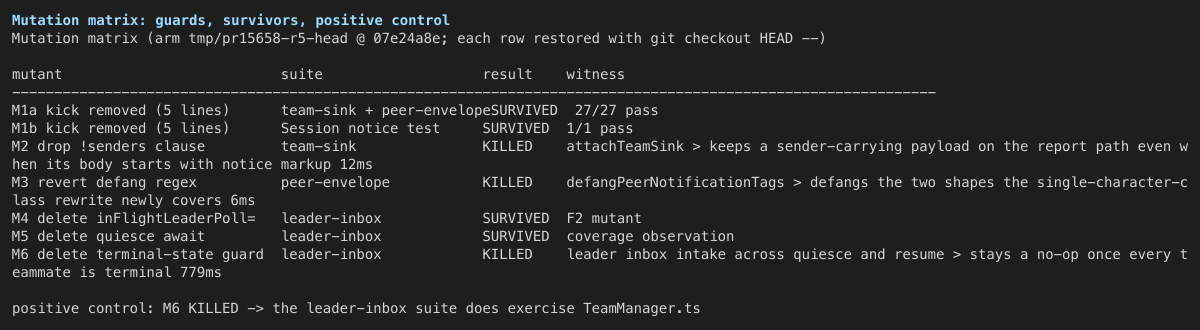 Mutation matrix: guards, survivors, positive control
Mutation matrix (arm tmp/pr15658-r5-head @ 07e24a8e; each row restored with git checkout HEAD --)
mutant suite result witness
----------------------------------------------------------------------------------------------------------------
M1a kick removed (5 lines) team-sink + peer-envelopeSURVIVED 27/27 pass
M1b kick removed (5 lines) Session notice test SURVIVED 1/1 pass
M2 drop !senders clause team-sink KILLED attachTeamSink > keeps a sender-carrying payload on the report path even w
hen its body starts with notice markup 12ms
M3 revert defang regex peer-envelope KILLED defangPeerNotificationTags > defangs the two shapes the single-character-c
lass rewrite newly covers 6ms
M4 delete inFlightLeaderPoll= leader-inbox SURVIVED F2 mutant
M5 delete quiesce await leader-inbox SURVIVED coverage observation
M6 delete terminal-state guard leader-inbox KILLED leader inbox intake across quiesce and resume > stays a no-op once every t
eammate is terminal 779ms
positive control: M6 KILLED -> the leader-inbox suite does exercise TeamManager.ts